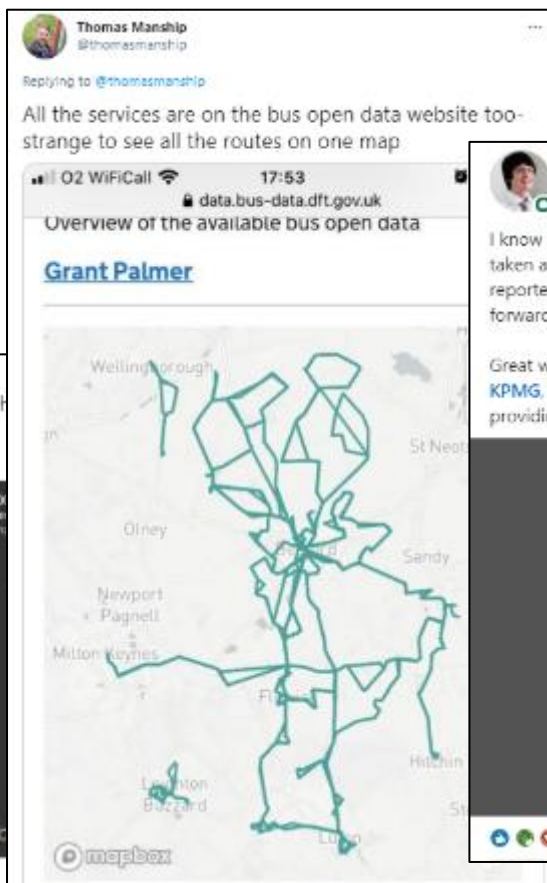 Thomas Manship
@thomasmanship
Replying to @thomasmanship
All the services are on the bus open data website too-
strange to see all the routes on one map
O2 WiFiCall 17:53
data.bus-data.dft.gov.uk
Overview of the available bus open data
Grant Palmer
Wellingborough
St Neots
Olney
Bedford
Sandy
Newport
Pagnell
Milton Keynes
Hitchin
Leighton
Buzzard
Luton
mapbox
I know
taken a
reporte
forward
Great w
KPMG,
providi